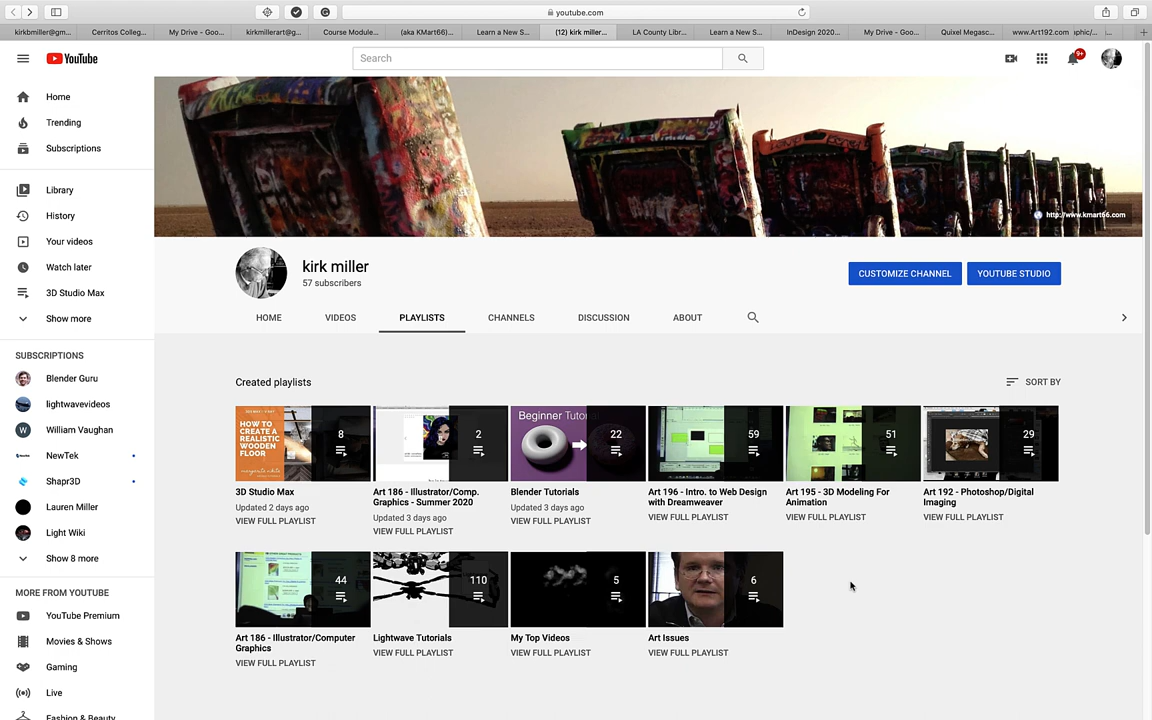 youtube.com
kirkbmiller@gm...
Cerritos Colleg...
My Drive - Goo...
kirkmillerart@g...
Course Module...
(aka KMart66)...
Learn a New S...
(12) kirk miller...
LA County Libr...
Learn a New S...
InDesign 2020...
My Drive - Goo...
Quixel Megasc...
www.Art192.com
YouTube
Search
9+
Home
Trending
Subscriptions
Library
History
Your videos
Watch later
3D Studio Max
Show more
SUBSCRIPTIONS
Blender Guru
lightwavevideos
W
William Vaughan
NewTek
Shapr3D
Lauren Miller
Light Wiki
Show 8 more
MORE FROM YOUTUBE
YouTube Premium
Movies & Shows
Gaming
Live
Fashion & Beauty
http://www.kmart66.com
kirk miller
57 subscribers
CUSTOMIZE CHANNEL
YOUTUBE STUDIO
HOME
VIDEOS
PLAYLISTS
CHANNELS
DISCUSSION
ABOUT
Created playlists
SORT BY
HOW TO
CREATE A
REALISTIC
WOODEN
FLOOR
8
3D Studio Max
Updated 2 days ago
VIEW FULL PLAYLIST
2
Art 186 - Illustrator/Comp.
Graphics - Summer 2020
Updated 3 days ago
VIEW FULL PLAYLIST
Beginner Tutor
22
Blender Tutorials
Updated 3 days ago
VIEW FULL PLAYLIST
59
Art 196 - Intro. to Web Design
with Dreamweaver
VIEW FULL PLAYLIST
51
Art 195 - 3D Modeling For
Animation
VIEW FULL PLAYLIST
29
Art 192 - Photoshop/Digital
Imaging
VIEW FULL PLAYLIST
44
Art 186 - Illustrator/Computer
Graphics
VIEW FULL PLAYLIST
110
Lightwave Tutorials
VIEW FULL PLAYLIST
5
My Top Videos
VIEW FULL PLAYLIST
6
Art Issues
VIEW FULL PLAYLIST